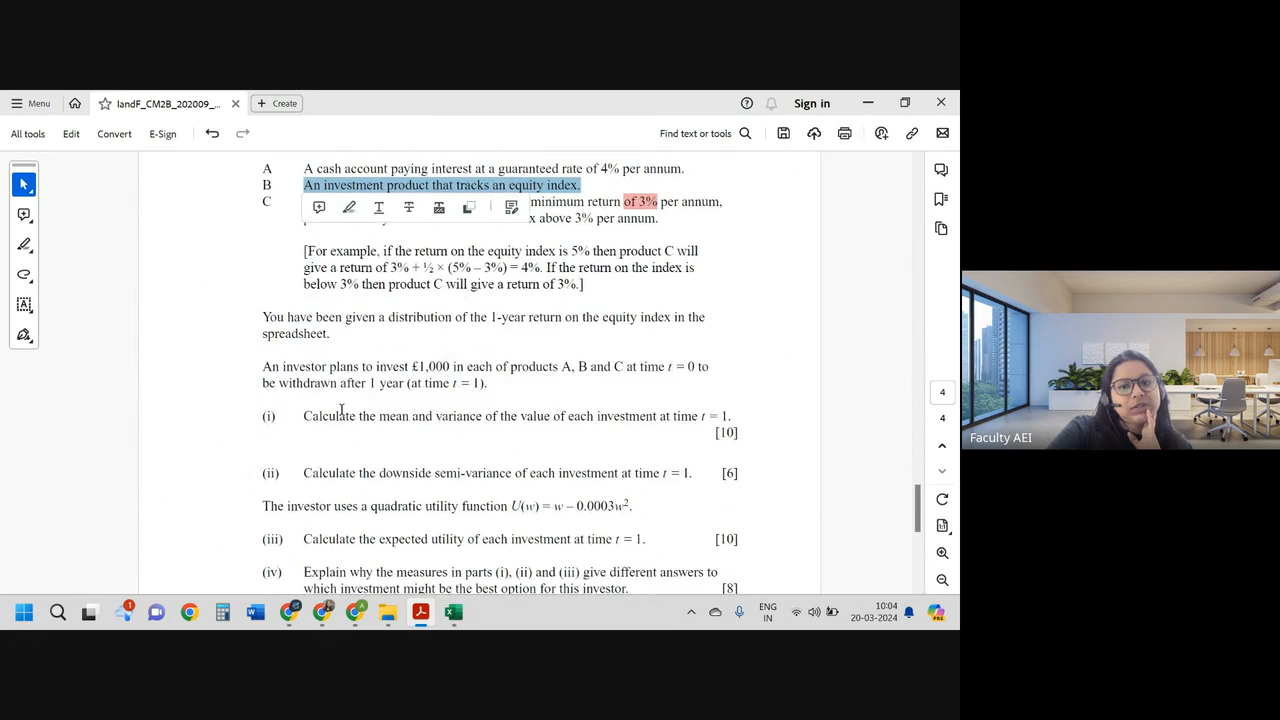 Menu
IandF_CM2B_202009_...
Create
Sign in
All tools
Edit
Convert
E-Sign
Find text or tools
A A cash account paying interest at a guaranteed rate of 4% per annum.
B An investment product that tracks an equity index.
C minimum return of 3% per annum,
x above 3% per annum.
[For example, if the return on the equity index is 5% then product C will
give a return of 3% + ½ × (5% – 3%) = 4%. If the return on the index is
below 3% then product C will give a return of 3%.]
You have been given a distribution of the 1-year return on the equity index in the
spreadsheet.
An investor plans to invest £1,000 in each of products A, B and C at time t = 0 to
be withdrawn after 1 year (at time t = 1).
(i) Calculate the mean and variance of the value of each investment at time t = 1.
[10]
(ii) Calculate the downside semi-variance of each investment at time t = 1. [6]
The investor uses a quadratic utility function U(w) = w – 0.0003w².
(iii) Calculate the expected utility of each investment at time t = 1. [10]
(iv) Explain why the measures in parts (i), (ii) and (iii) give different answers to
which investment might be the best option for this investor. [8]
4
4
Faculty AEI
1
ENG
IN
10:04
20-03-2024